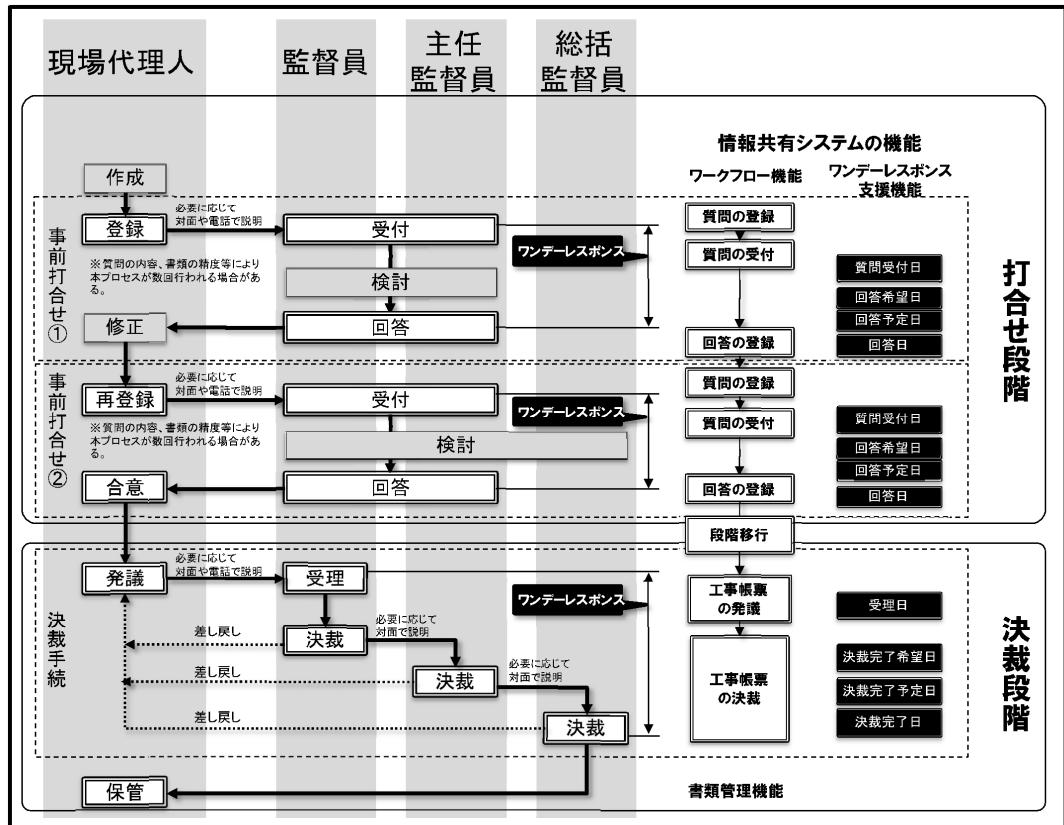 現場代理人
監督員
主任
監督員
総括
監督員
情報共有システムの機能
ワークフロー機能
ワンデーレスポンス
支援機能
打合せ段階
事前打合せ①
作成
登録
必要に応じて
対面や電話で説明
受付
※質問の内容、書類の精度等により
本プロセスが数回行われる場合があ
る。
検討
修正
回答
ワンデーレスポンス
質問の登録
質問の受付
回答の登録
質問受付日
回答希望日
回答予定日
回答日
事前打合せ②
再登録
必要に応じて
対面や電話で説明
受付
※質問の内容、書類の精度等により
本プロセスが数回行われる場合があ
る。
検討
合意
回答
ワンデーレスポンス
質問の登録
質問の受付
回答の登録
質問受付日
回答希望日
回答予定日
回答日
段階移行
決裁段階
決裁手続
発議
必要に応じて
対面や電話で説明
受理
ワンデーレスポンス
工事帳票
の発議
受理日
差し戻し
決裁
必要に応じて
対面で説明
差し戻し
決裁
必要に応じて
対面で説明
差し戻し
決裁
工事帳票
の決裁
決裁完了希望日
決裁完了予定日
決裁完了日
保管
書類管理機能